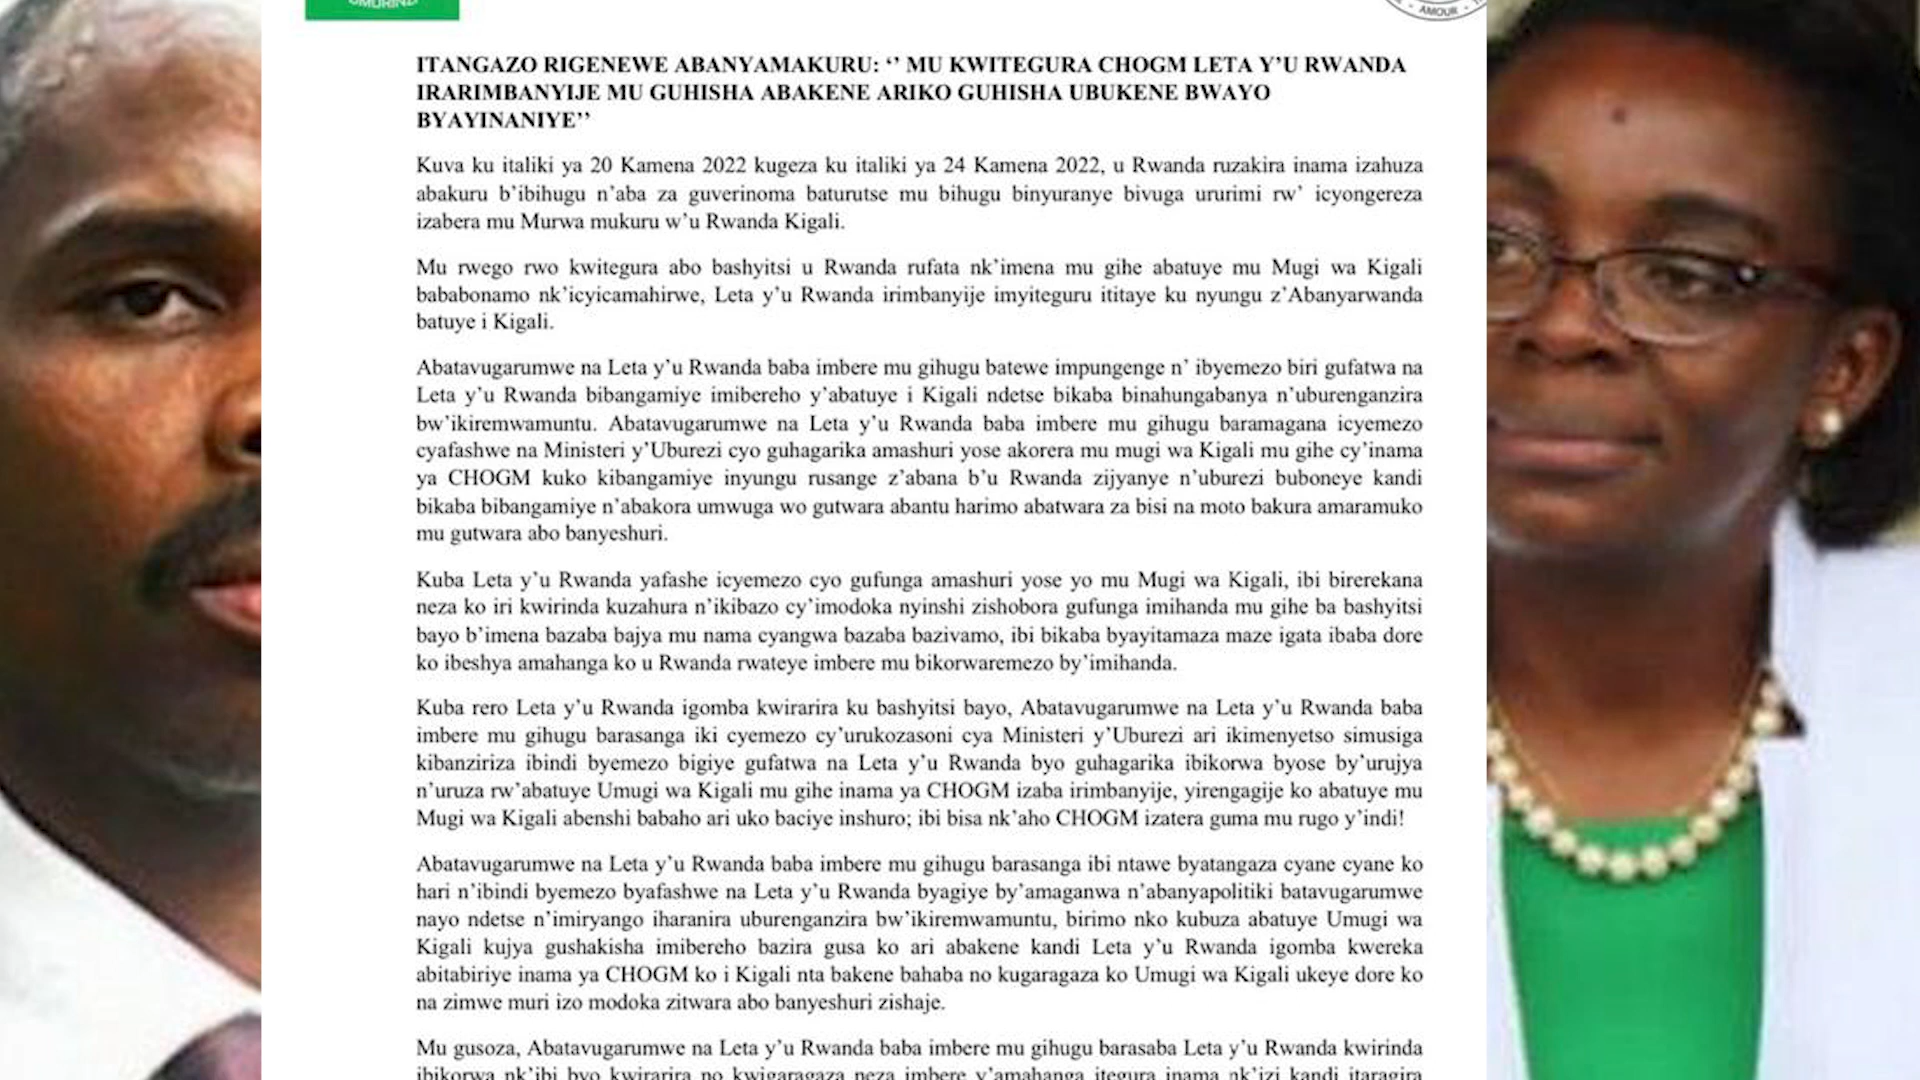 UMURINZI
AMOUR
ITANGAZO RIGENEWE ABANYAMAKURU: ‘’ MU KWITEGURA CHOGM LETA Y’U RWANDA
IRARIMBANYIJE MU GUHISHA ABAKENE ARIKO GUHISHA UBUKENE BWAYO
BYAYINANIYE’’
Kuva ku italiki ya 20 Kamena 2022 kugeza ku italiki ya 24 Kamena 2022, u Rwanda ruzakira inama izahuza
abakuru b’ibihugu n’aba za guverinoma baturutse mu bihugu binyuranye bivuga ururimi rw’ icyongereza
izabera mu Murwa mukuru w’u Rwanda Kigali.
Mu rwego rwo kwitegura abo bashyitsi u Rwanda rufata nk’imena mu gihe abatuye mu Mugi wa Kigali
bababonamo nk’icyicamahirwe, Leta y’u Rwanda irimbanyije imyiteguru ititaye ku nyungu z’Abanyarwanda
batuye i Kigali.
Abatavugarumwe na Leta y’u Rwanda baba imbere mu gihugu batewe impungenge n’ ibyemezo biri gufatwa na
Leta y’u Rwanda bibangamiye imibereho y’abatuye i Kigali ndetse bikaba binahungabanya n’uburenganzira
bw’ikiremwamuntu. Abatavugarumwe na Leta y’u Rwanda baba imbere mu gihugu baramagana icyemezo
cyafashwe na Ministeri y’Uburezi cyo guhagarika amashuri yose akorera mu mugi wa Kigali mu gihe cy’inama
ya CHOGM kuko kibangamiye inyungu rusange z’abana b’u Rwanda zijyanye n’uburezi buboneye kandi
bikaba bibangamiye n’abakora umwuga wo gutwara abantu harimo abatwara za bisi na moto bakura amaramuko
mu gutwara abo banyeshuri.
Kuba Leta y’u Rwanda yafashe icyemezo cyo gufunga amashuri yose yo mu Mugi wa Kigali, ibi birerekana
neza ko iri kwirinda kuzahura n’ikibazo cy’imodoka nyinshi zishobora gufunga imihanda mu gihe ba bashyitsi
bayo b’imena bazaba bajya mu nama cyangwa bazaba bazivamo, ibi bikaba byayitamaza maze igata ibaba dore
ko ibeshya amahanga ko u Rwanda rwateye imbere mu bikorwaremezo by’imihanda.
Kuba rero Leta y’u Rwanda igomba kwirarira ku bashyitsi bayo, Abatavugarumwe na Leta y’u Rwanda baba
imbere mu gihugu barasanga iki cyemezo cy’urukozasoni cya Ministeri y’Uburezi ari ikimenyetso simusiga
kibanziriza ibindi byemezo bigiye gufatwa na Leta y’u Rwanda byo guhagarika ibikorwa byose by’urujya
n’uruza rw’abatuye Umugi wa Kigali mu gihe inama ya CHOGM izaba irimbanyije, yirengagije ko abatuye mu
Mugi wa Kigali abenshi babaho ari uko baciye inshuro; ibi bisa nk’aho CHOGM izatera guma mu rugo y’indi!
Abatavugarumwe na Leta y’u Rwanda baba imbere mu gihugu barasanga ibi ntawe byatangaza cyane cyane ko
hari n’ibindi byemezo byafashwe na Leta y’u Rwanda byagiye by’amaganwa n’abanyapolitiki batavugarumwe
nayo ndetse n’imiryango iharanira uburenganzira bw’ikiremwamuntu, birimo nko kubuza abatuye Umugi wa
Kigali kujya gushakisha imibereho bazira gusa ko ari abakene kandi Leta y’u Rwanda igomba kwereka
abitabiriye inama ya CHOGM ko i Kigali nta bakene bahaba no kugaragaza ko Umugi wa Kigali ukeye dore ko
na zimwe muri izo modoka zitwara abo banyeshuri zishaje.
Mu gusoza, Abatavugarumwe na Leta y’u Rwanda baba imbere mu gihugu barasaba Leta y’u Rwanda kwirinda
ibikorwa nk’ibi byo kwirarira no kwigaragaza neza imbere y’amahanga itegura inama nk’izi kandi itaragira